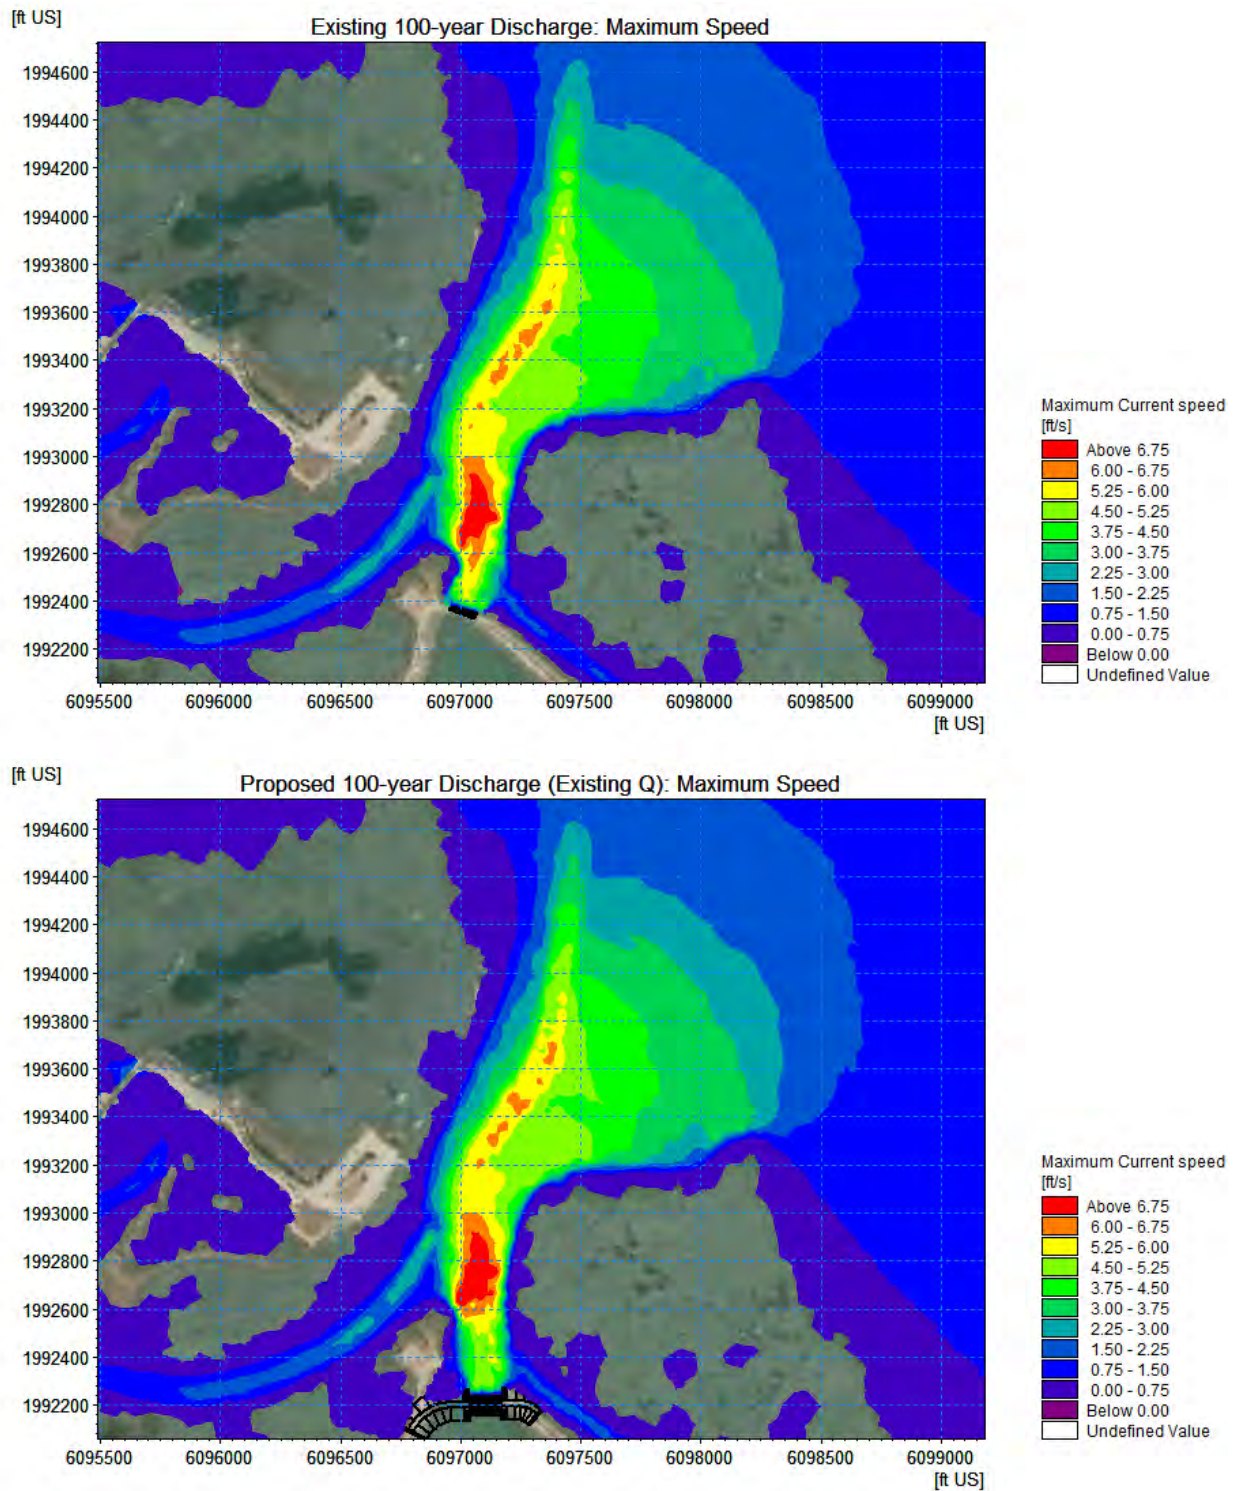 [ft US]
Existing 100-year Discharge: Maximum Speed
1994600
1994400
1994200
1994000
1993800
1993600
1993400
1993200
1993000
1992800
1992600
1992400
1992200
6095500 6096000 6096500 6097000 6097500 6098000 6098500 6099000
[ft US]
Maximum Current speed
[ft/s]
Above 6.75
6.00 - 6.75
5.25 - 6.00
4.50 - 5.25
3.75 - 4.50
3.00 - 3.75
2.25 - 3.00
1.50 - 2.25
0.75 - 1.50
0.00 - 0.75
Below 0.00
Undefined Value
[ft US]
Proposed 100-year Discharge (Existing Q): Maximum Speed
1994600
1994400
1994200
1994000
1993800
1993600
1993400
1993200
1993000
1992800
1992600
1992400
1992200
6095500 6096000 6096500 6097000 6097500 6098000 6098500 6099000
[ft US]
Maximum Current speed
[ft/s]
Above 6.75
6.00 - 6.75
5.25 - 6.00
4.50 - 5.25
3.75 - 4.50
3.00 - 3.75
2.25 - 3.00
1.50 - 2.25
0.75 - 1.50
0.00 - 0.75
Below 0.00
Undefined Value